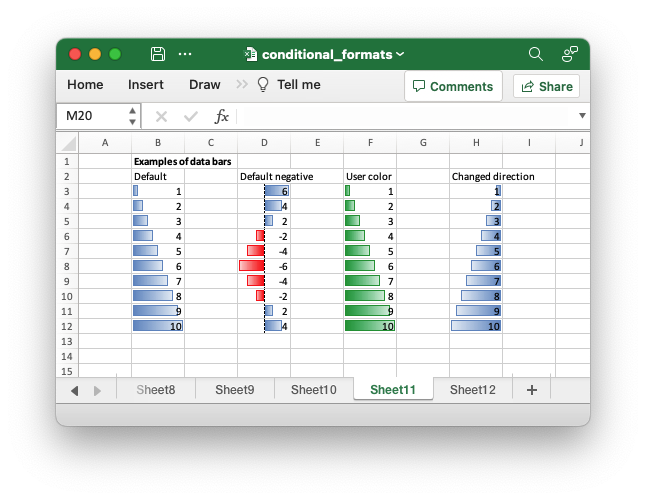 conditional_formats
Home Insert Draw Tell me Comments Share
M20 fx
A B C D E F G H I J
1 Examples of data bars
2 Default Default negative User color Changed direction
3 1 6 1 1
4 2 4 2 2
5 3 2 3 3
6 4 -2 4 4
7 5 -4 5 5
8 6 -6 6 6
9 7 -4 7 7
10 8 -2 8 8
11 9 2 9 9
12 10 4 10 10
13
14
15
Sheet8 Sheet9 Sheet10 Sheet11 Sheet12 +